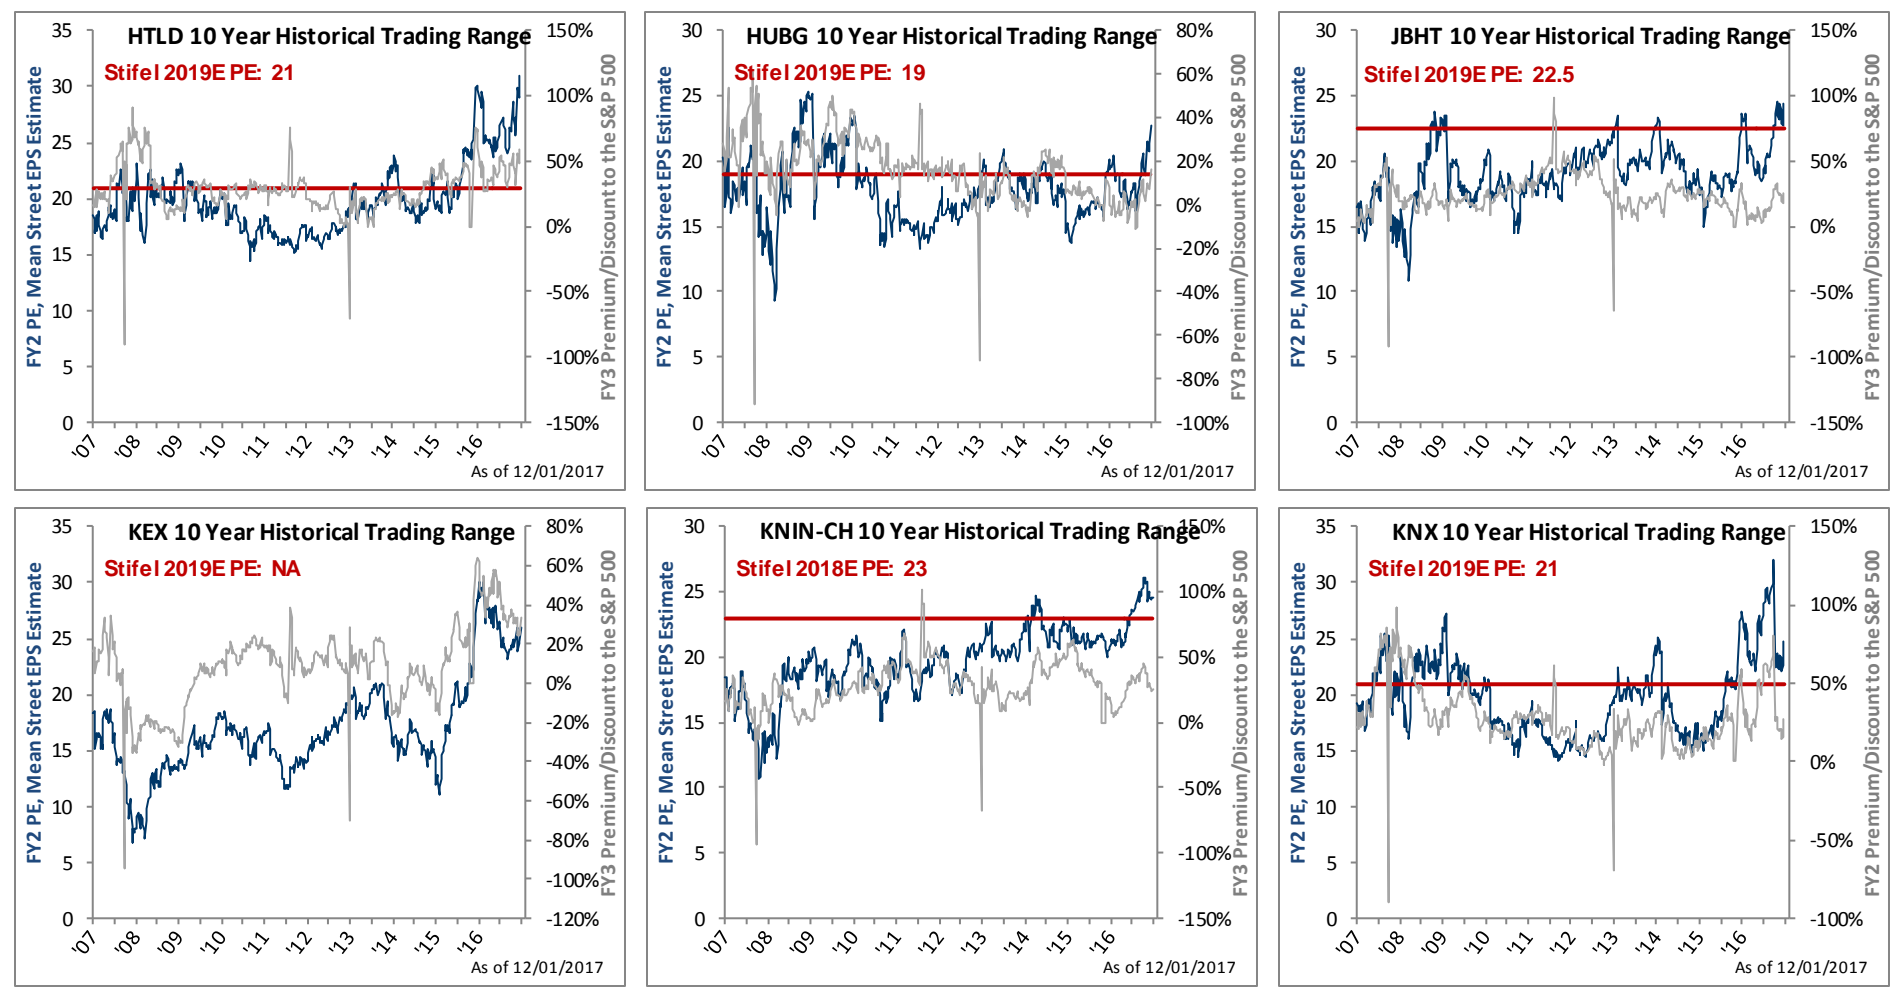 HTLD 10 Year Historical Trading Range
Stifel 2019E PE: 21
FY2 PE, Mean Street EPS Estimate
35
30
25
20
15
10
5
0
150%
100%
50%
0%
-50%
-100%
-150%
FY3 Premium/Discount to the S&P 500
'07 '08 '09 '10 '11 '12 '13 '14 '15 '16
As of 12/01/2017
HUBG 10 Year Historical Trading Range
Stifel 2019E PE: 19
FY2 PE, Mean Street EPS Estimate
30
25
20
15
10
5
0
80%
60%
40%
20%
0%
-20%
-40%
-60%
-80%
-100%
FY3 Premium/Discount to the S&P 500
'07 '08 '09 '10 '11 '12 '13 '14 '15 '16
As of 12/01/2017
JBHT 10 Year Historical Trading Range
Stifel 2019E PE: 22.5
FY2 PE, Mean Street EPS Estimate
30
25
20
15
10
5
0
150%
100%
50%
0%
-50%
-100%
-150%
FY3 Premium/Discount to the S&P 500
'07 '08 '09 '10 '11 '12 '13 '14 '15 '16
As of 12/01/2017
KEX 10 Year Historical Trading Range
Stifel 2019E PE: NA
FY2 PE, Mean Street EPS Estimate
35
30
25
20
15
10
5
0
80%
60%
40%
20%
0%
-20%
-40%
-60%
-80%
-100%
-120%
FY3 Premium/Discount to the S&P 500
'07 '08 '09 '10 '11 '12 '13 '14 '15 '16
As of 12/01/2017
KNIN-CH 10 Year Historical Trading Range
Stifel 2018E PE: 23
FY2 PE, Mean Street EPS Estimate
30
25
20
15
10
5
0
150%
100%
50%
0%
-50%
-100%
-150%
FY3 Premium/Discount to the S&P 500
'07 '08 '09 '10 '11 '12 '13 '14 '15 '16
As of 12/01/2017
KNX 10 Year Historical Trading Range
Stifel 2019E PE: 21
FY2 PE, Mean Street EPS Estimate
35
30
25
20
15
10
5
0
150%
100%
50%
0%
-50%
-100%
FY2 Premium/Discount to the S&P 500
'07 '08 '09 '10 '11 '12 '13 '14 '15 '16
As of 12/01/2017